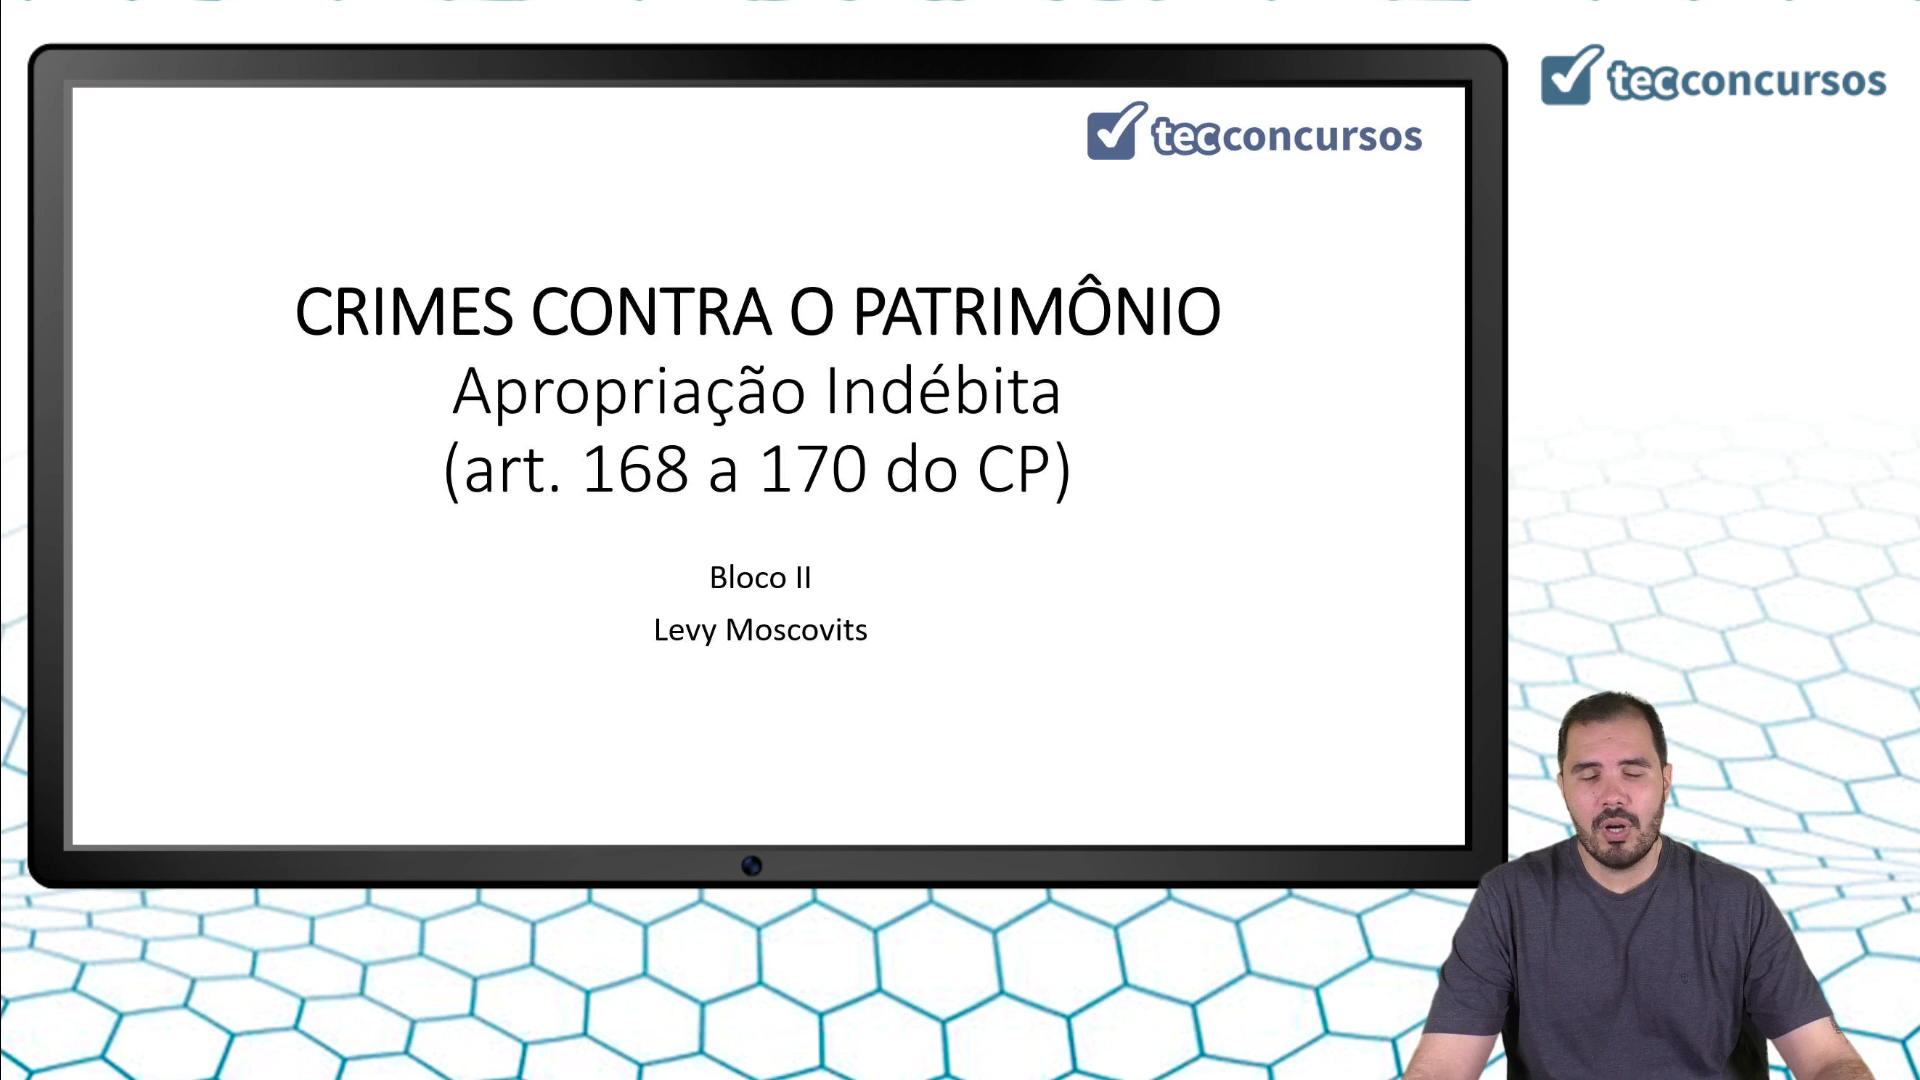 tecconcursos
tecconcursos
CRIMES CONTRA O PATRIMÔNIO
Apropriação Indébita
(art. 168 a 170 do CP)
Bloco II
Levy Moscovits